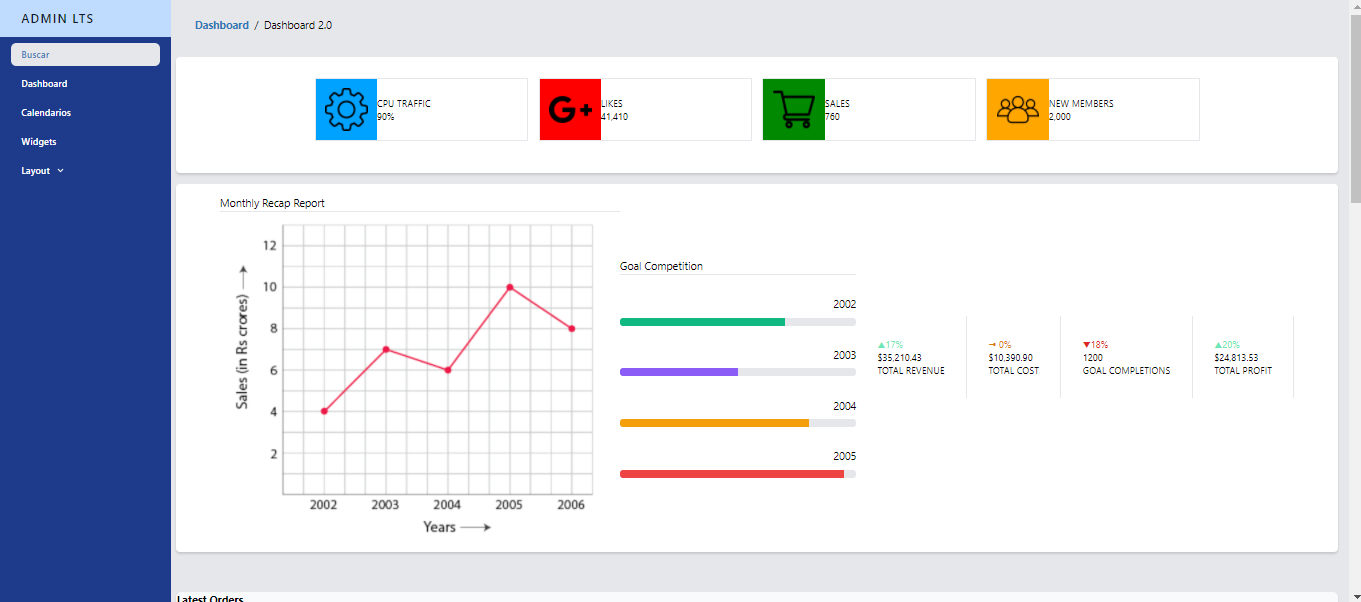 ADMIN LTS
Buscar
Dashboard
Calendarios
Widgets
Layout
Dashboard / Dashboard 2.0
CPU TRAFFIC
90%
G+
LIKES
41,410
SALES
760
NEW MEMBERS
2,000
Monthly Recap Report
12
10
8
6
4
2
Sales (in Rs crores)
2002 2003 2004 2005 2006
Years
Goal Competition
2002
2003
2004
2005
▲17%
$35,210.43
TOTAL REVENUE
→ 0%
$10,390.90
TOTAL COST
▼18%
1200
GOAL COMPLETIONS
▲20%
$24,813.53
TOTAL PROFIT
Latest Orders